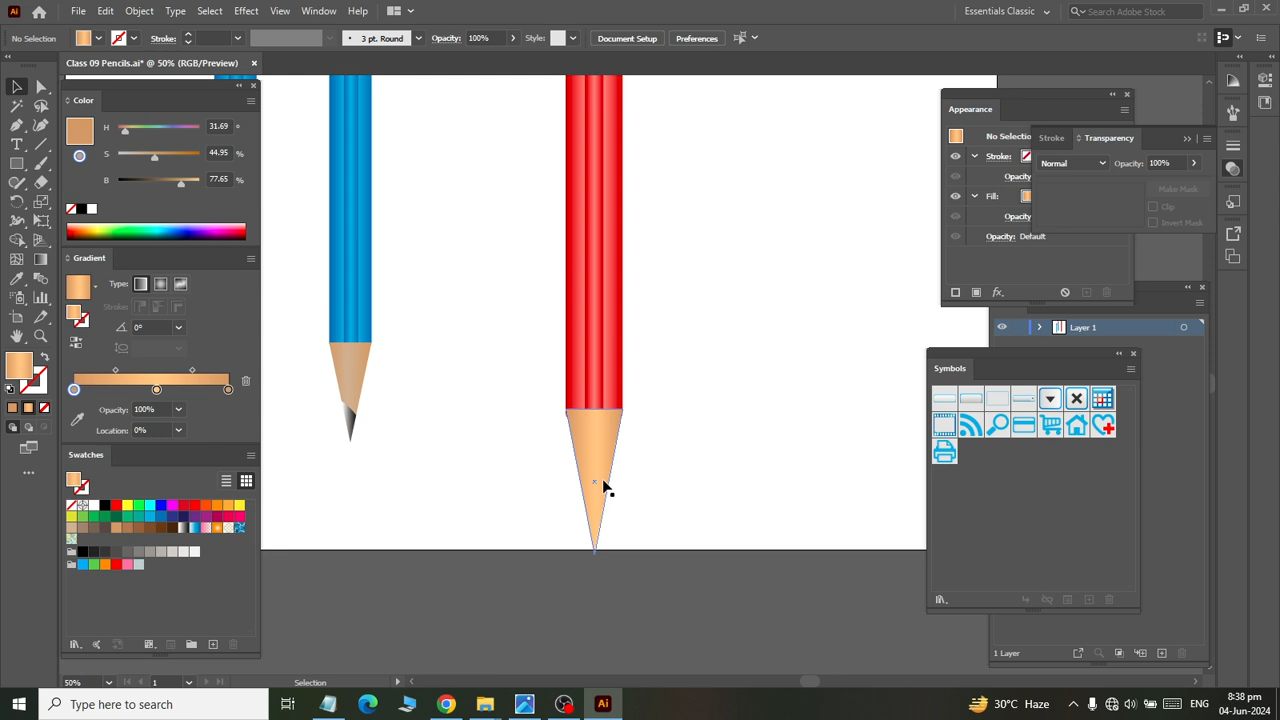 Ai File Edit Object Type Select Effect View Window Help Essentials Classic Search Adobe Stock
No Selection Stroke: 3 pt. Round Opacity: 100% Style: Document Setup Preferences
Class 09 Pencils.ai* @ 50% (RGB/Preview)
Color
H 31.69 °
S 44.95 %
B 77.65 %
Gradient
Type:
Stroke:
0°
Opacity: 100%
Location: 0%
Swatches
Appearance
No Selection
Stroke:
Opacity
Fill:
Opacity
Opacity: Default
Stroke Transparency
Normal Opacity: 100%
Make Mask
Clip
Invert Mask
Layer 1
Symbols
1 Layer
50% 1 Selection
Type here to search
Ai
30°C Haze
8:38 pm
04-Jun-2024